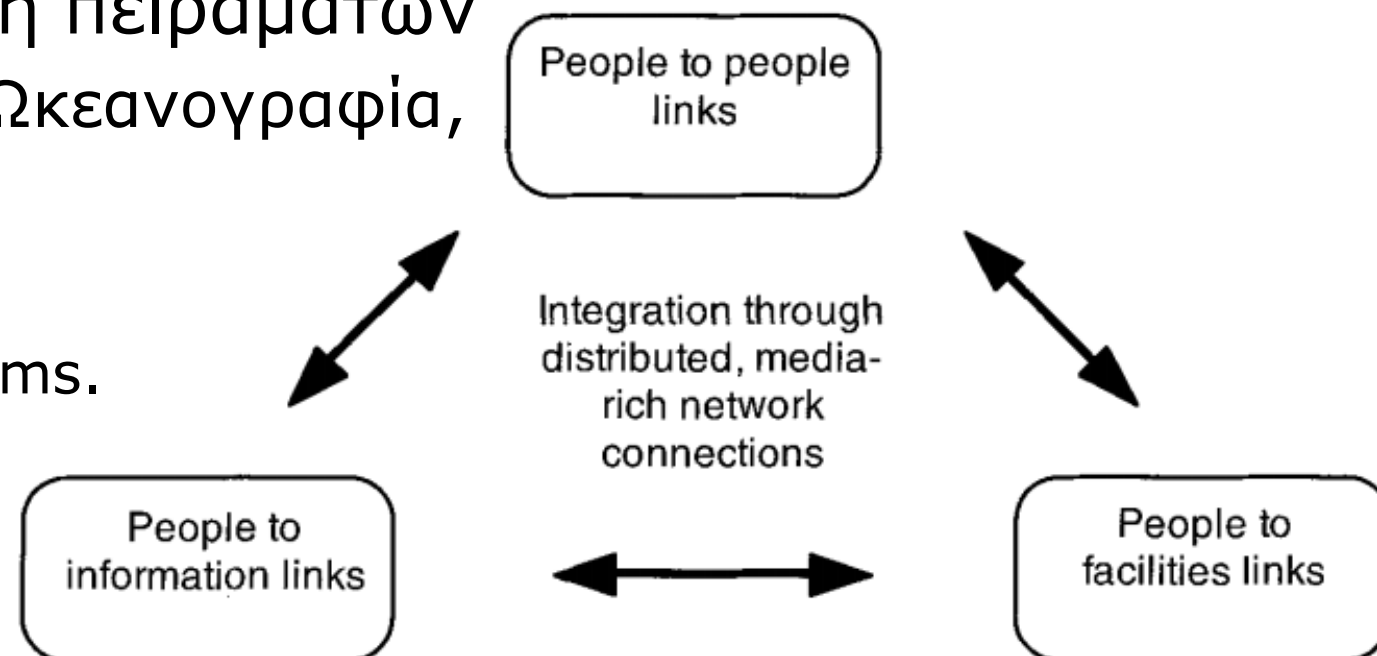 η πειραμάτων
Ωκεανογραφία,
ms.
People to people
links
Integration through
distributed, media-
rich network
connections
People to
information links
People to
facilities links